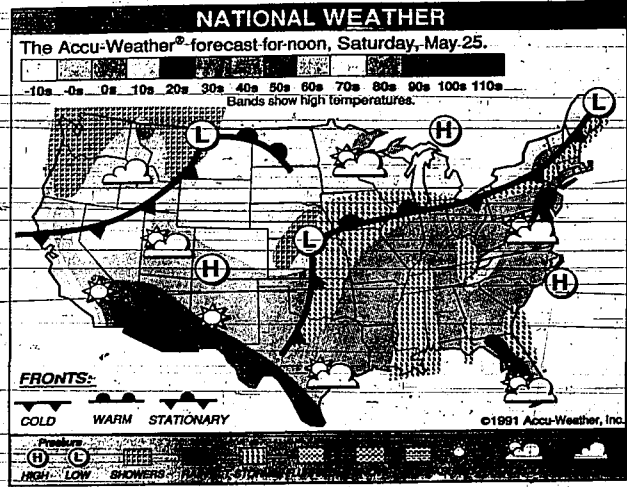 NATIONAL WEATHER
The Accu-Weather® forecast for noon, Saturday, May 25.
-10s -0s 0s 10s 20s 30s 40s 50s 60s 70s 80s 90s 100s 110s
Bands show high temperatures.
L
H
L
L
H
H
FRONTS:
COLD WARM STATIONARY
©1991 Accu-Weather, Inc.
Pressure
H L
HIGH LOW SHOWERS